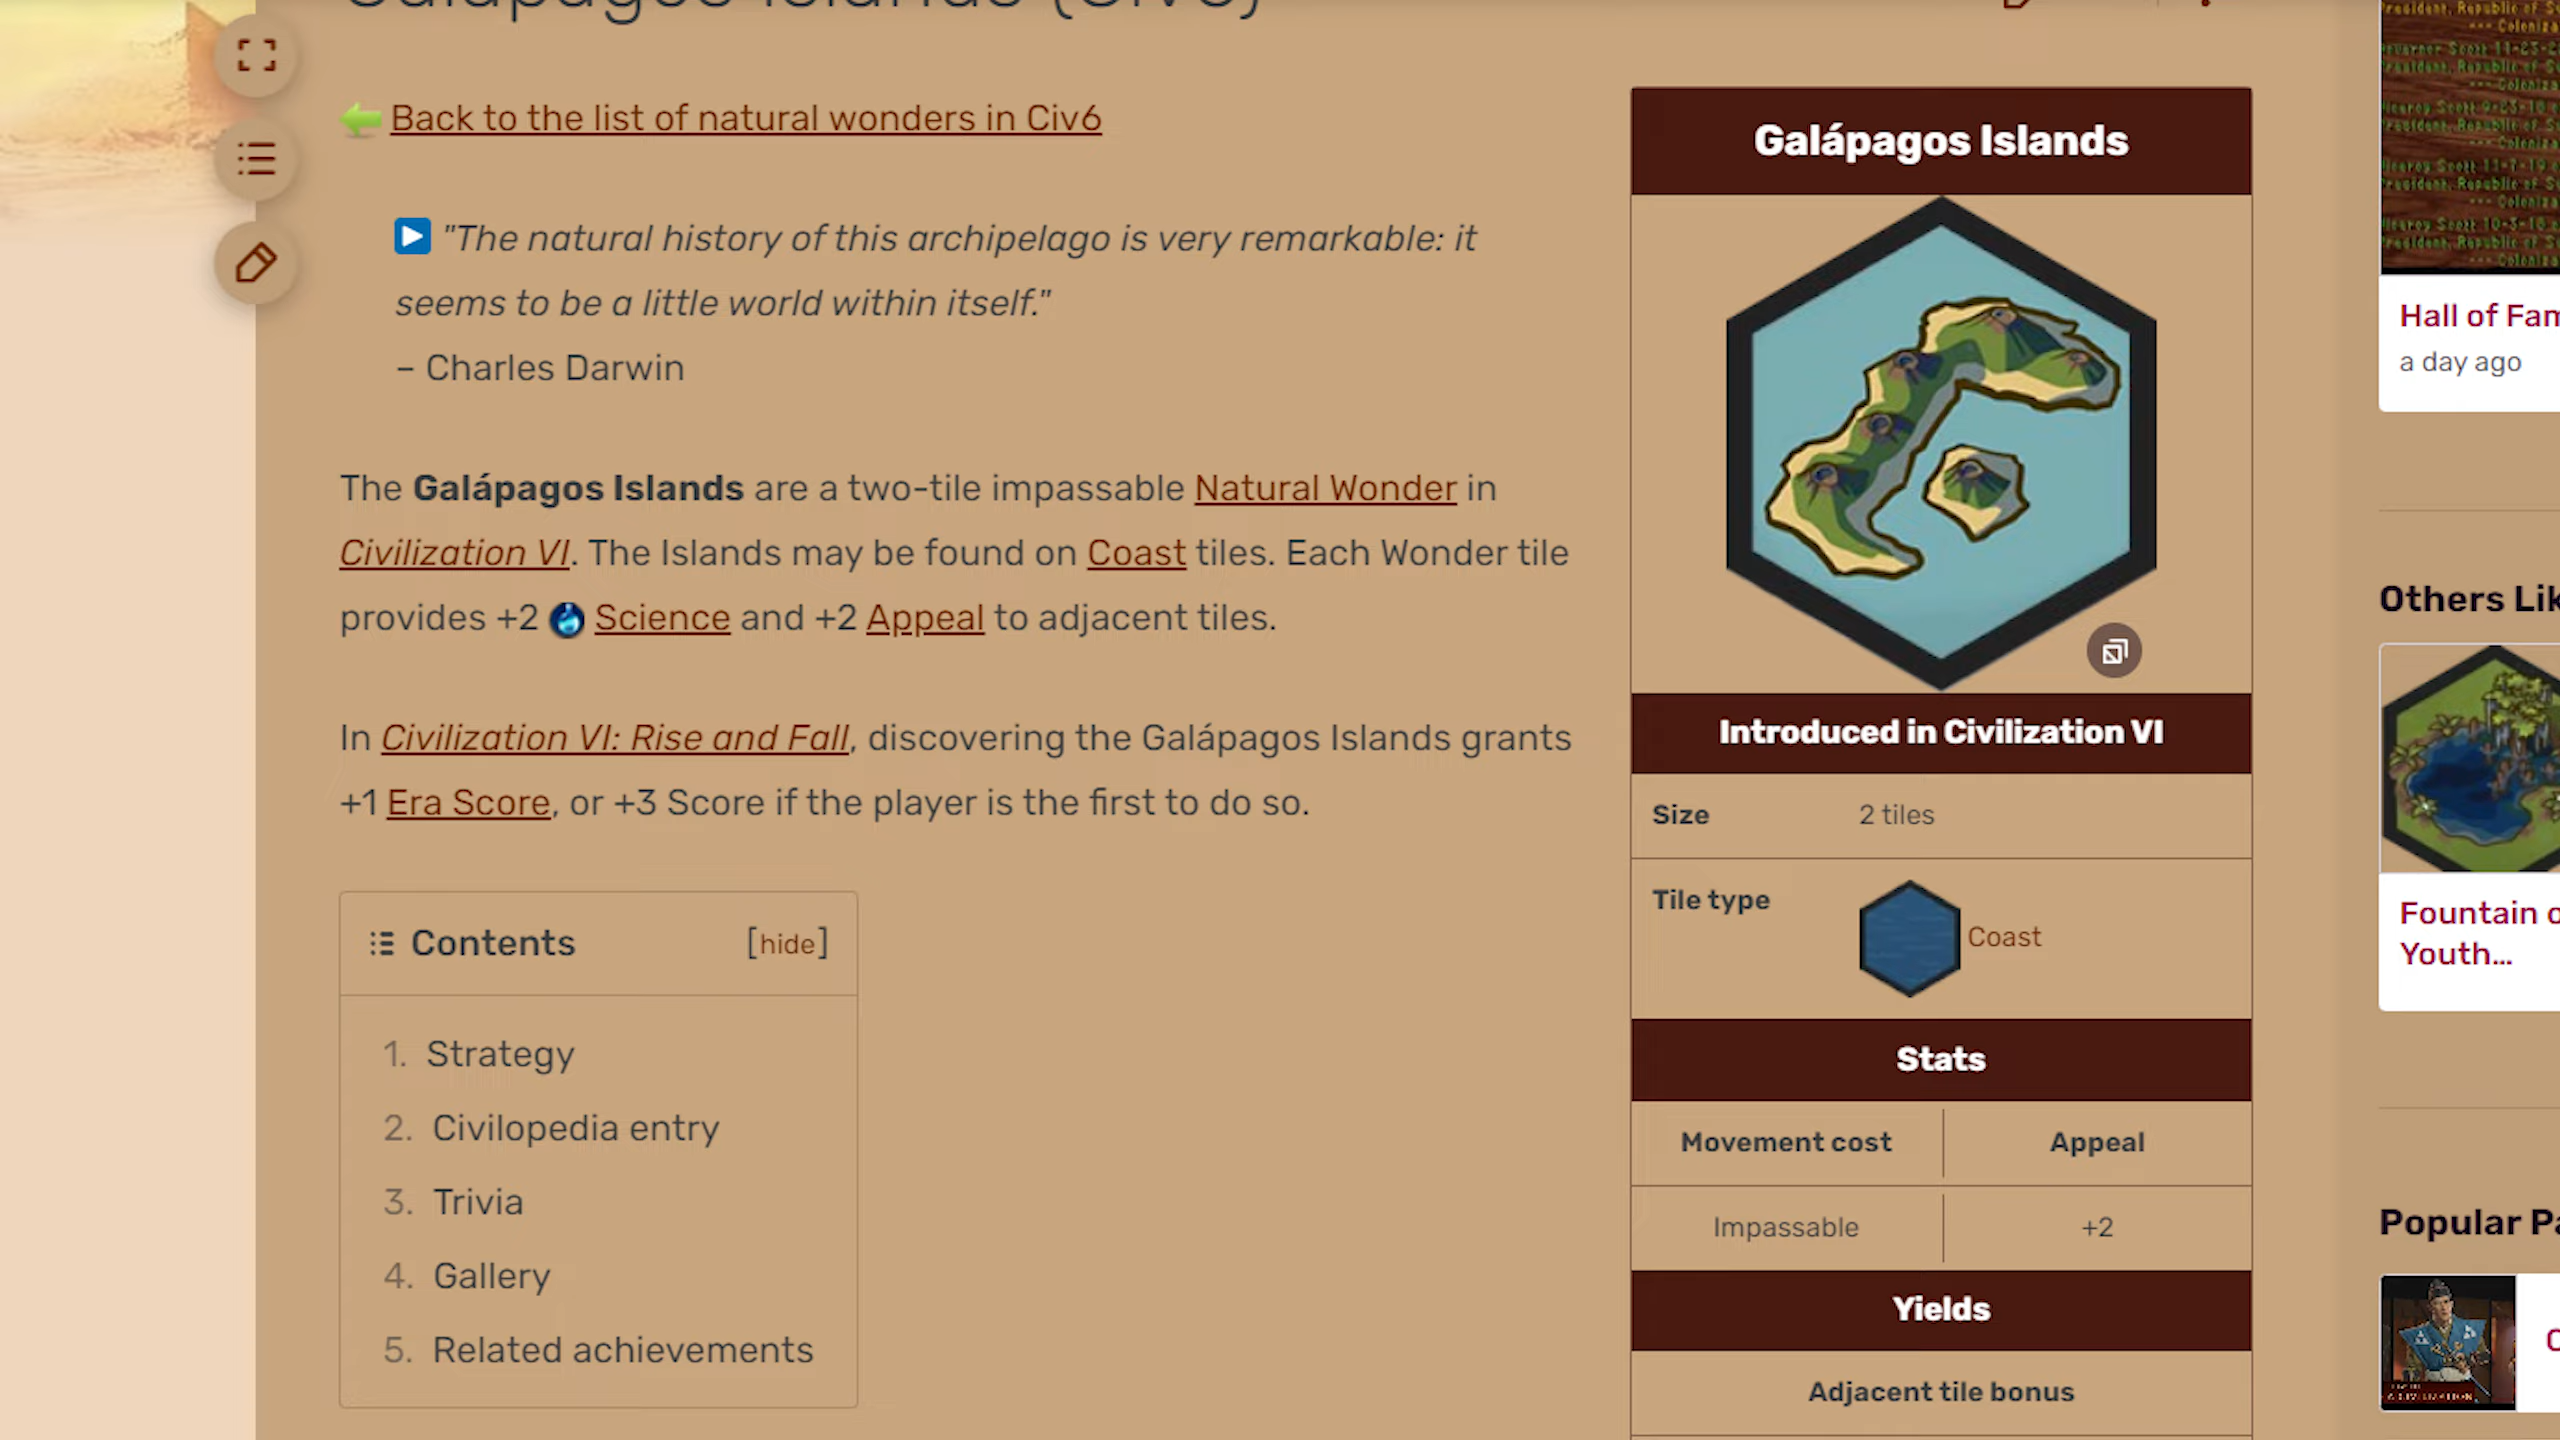 Galápagos Islands (Civ6)
Back to the list of natural wonders in Civ6
"The natural history of this archipelago is very remarkable: it
seems to be a little world within itself."
– Charles Darwin
The Galápagos Islands are a two-tile impassable Natural Wonder in
Civilization VI. The Islands may be found on Coast tiles. Each Wonder tile
provides +2 Science and +2 Appeal to adjacent tiles.
In Civilization VI: Rise and Fall, discovering the Galápagos Islands grants
+1 Era Score, or +3 Score if the player is the first to do so.
Contents [hide]
1. Strategy
2. Civilopedia entry
3. Trivia
4. Gallery
5. Related achievements
Galápagos Islands
Introduced in Civilization VI
Size 2 tiles
Tile type Coast
Stats
Movement cost Appeal
Impassable +2
Yields
Adjacent tile bonus
Hall of Fam
a day ago
Others Lik
Fountain o
Youth...
Popular Pa